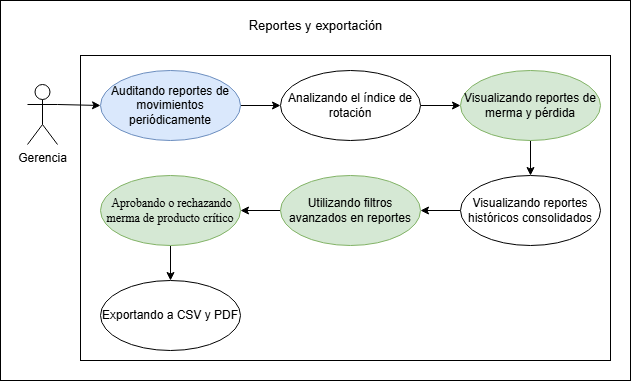 Reportes y exportación
Auditando reportes de
movimientos
periódicamente
Analizando el índice de
rotación
Visualizando reportes de
merma y pérdida
Gerencia
Visualizando reportes
históricos consolidados
Utilizando filtros
avanzados en reportes
Aprobando o rechazando
merma de producto crítico
Exportando a CSV y PDF